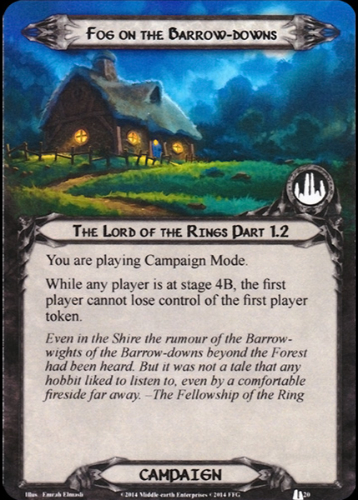 Fog on the Barrow-downs
The Lord of the Rings Part 1.2
You are playing Campaign Mode.
While any player is at stage 4B, the first
player cannot lose control of the first player
token.
Even in the Shire the rumour of the Barrow-
wights of the Barrow-downs beyond the Forest
had been heard. But it was not a tale that any
hobbit liked to listen to, even by a comfortable
fireside far away. –The Fellowship of the Ring
Illus. Emrah Elmasli
©2014 Middle-earth Enterprises ©2014 FFG
20
CAMPAIGN